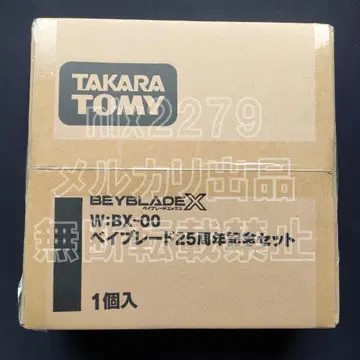 TAKARA
TOMY
nix2279
メルカリ出品
無断転載禁止
BEYBLADE X
ベイブレードエックス
W:BX-00
ベイブレード25周年記念セット
1個入